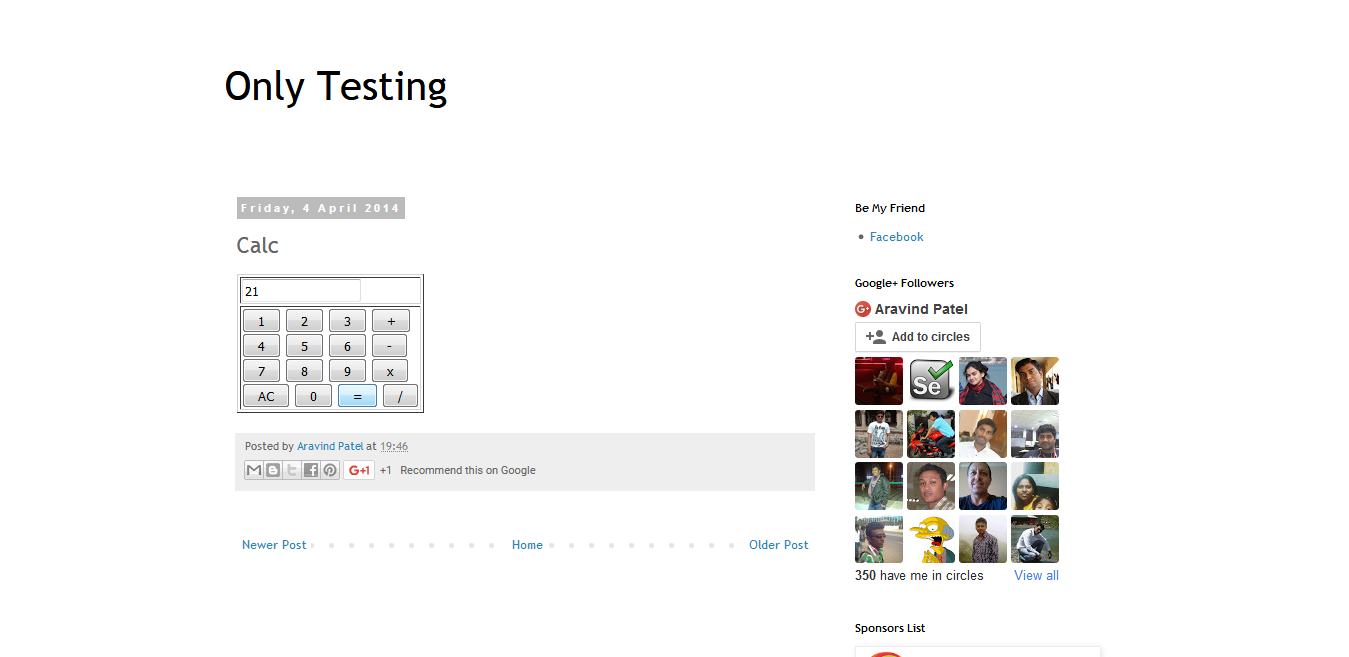 Only Testing
Friday, 4 April 2014
Calc
21
1 2 3 +
4 5 6 -
7 8 9 x
AC 0 = /
Posted by Aravind Patel at 19:46
G+1 +1 Recommend this on Google
Newer Post Home Older Post
Be My Friend
Facebook
Google+ Followers
G+ Aravind Patel
Add to circles
Se
350 have me in circles View all
Sponsors List